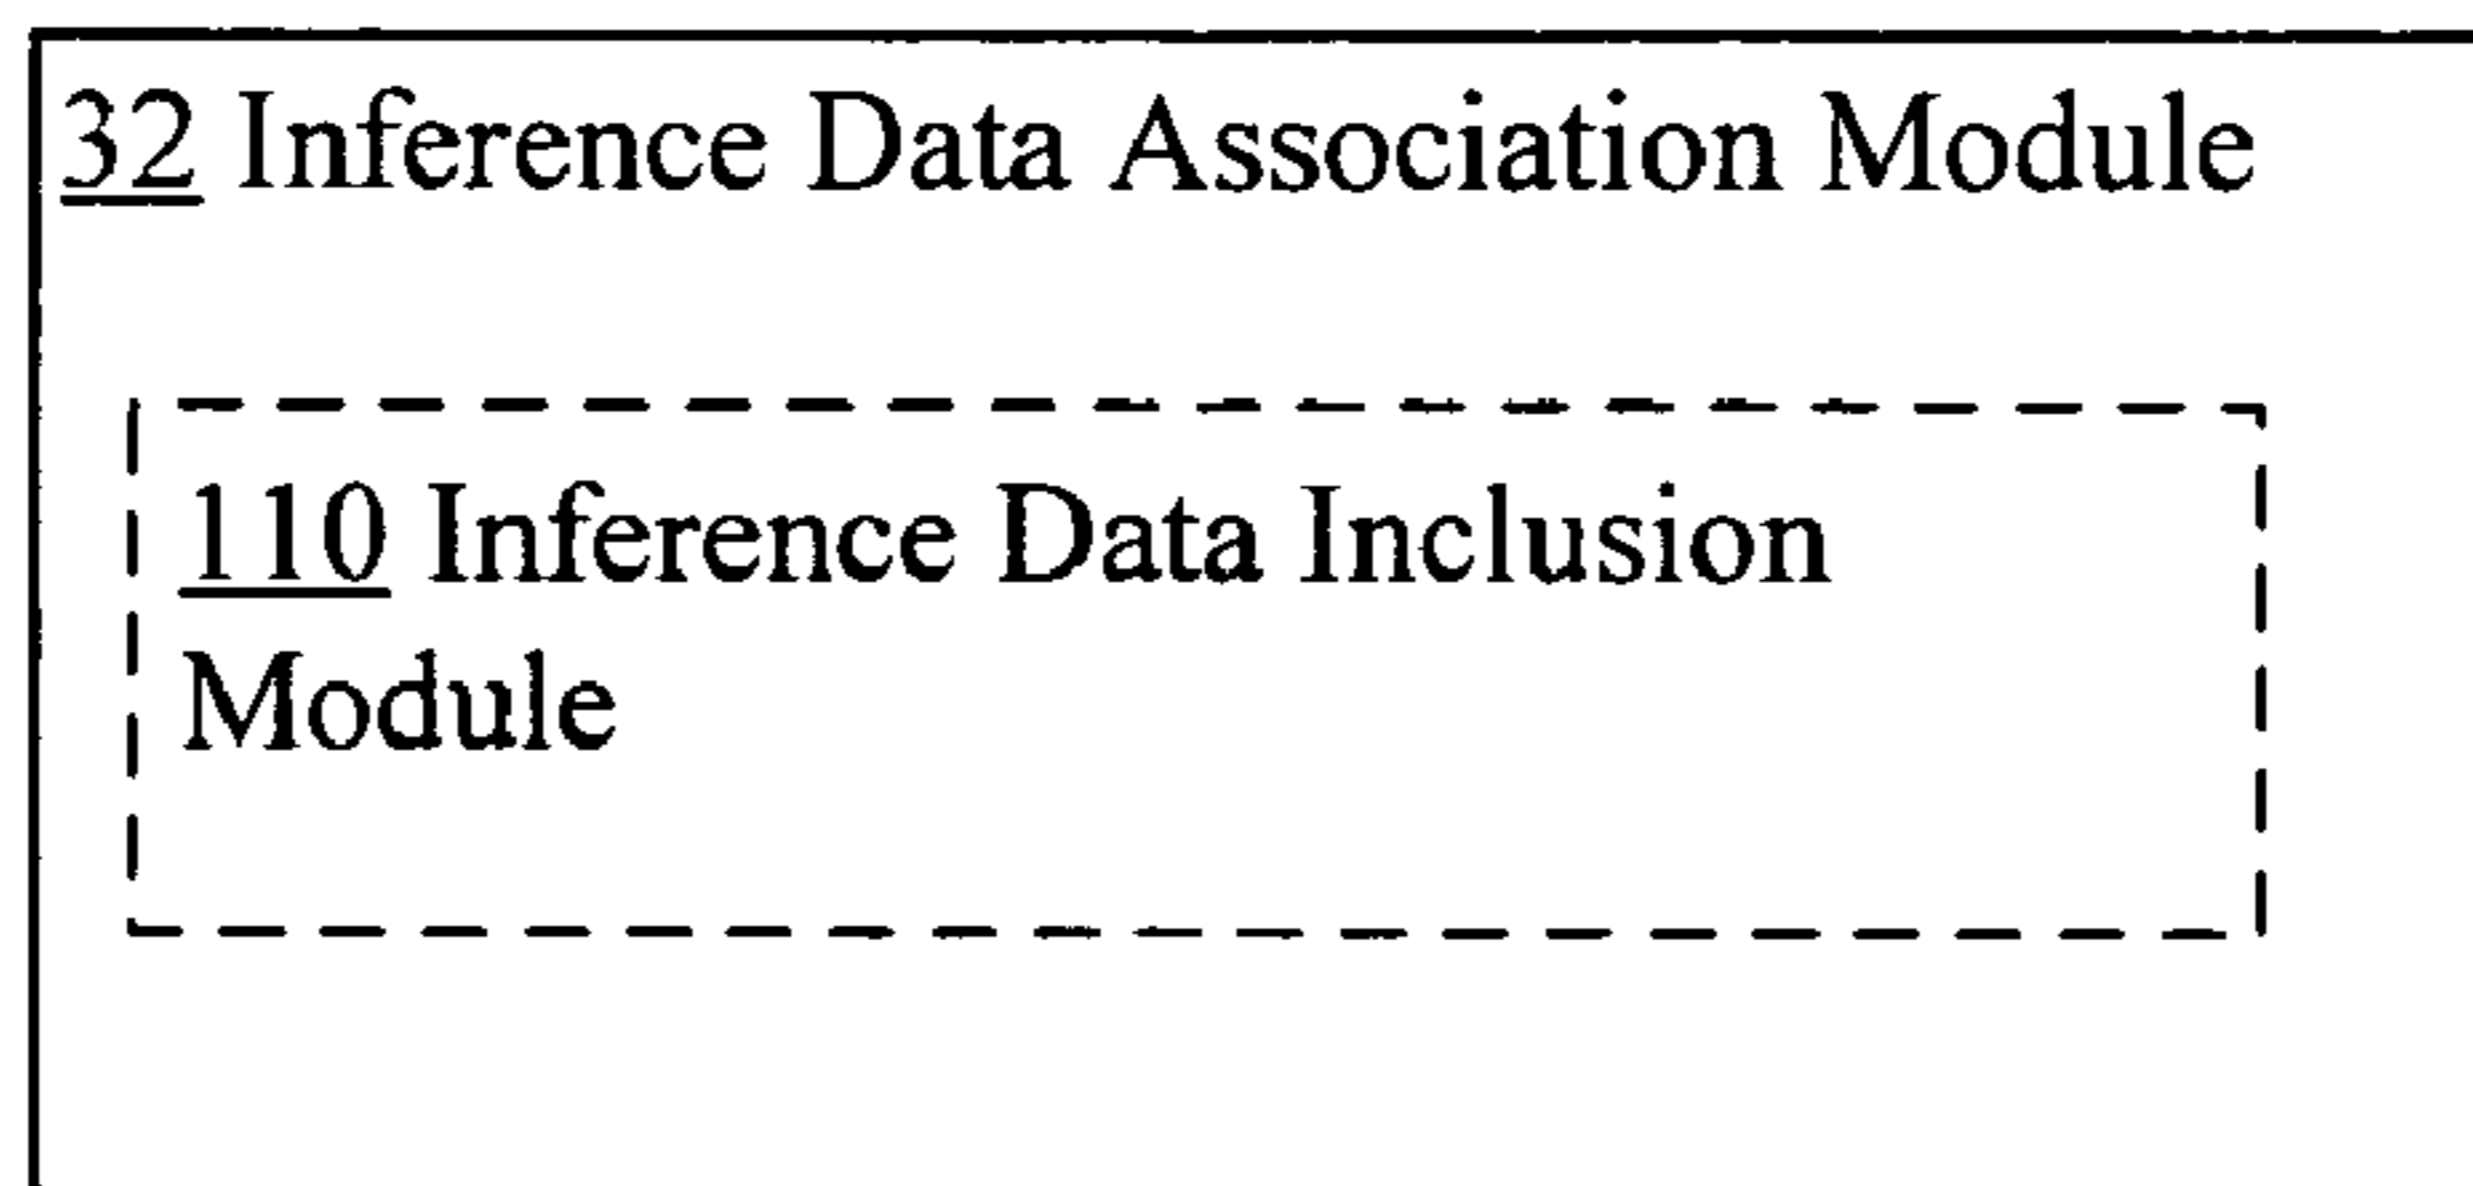 32 Inference Data Association Module
110 Inference Data Inclusion
Module